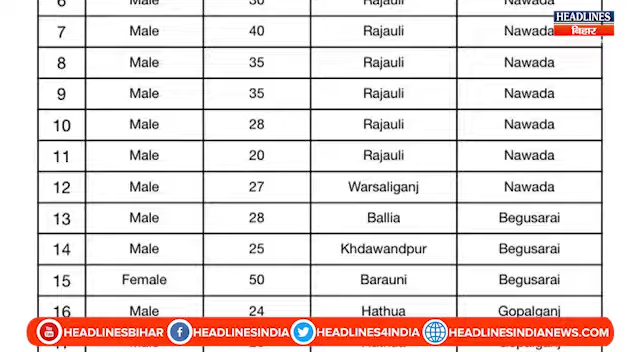 6 Male 30 Rajauli Nawada
HEADLINES
बिहार
7 Male 40 Rajauli Nawada
8 Male 35 Rajauli Nawada
9 Male 35 Rajauli Nawada
10 Male 28 Rajauli Nawada
11 Male 20 Rajauli Nawada
12 Male 27 Warsaliganj Nawada
13 Male 28 Ballia Begusarai
14 Male 25 Khdawandpur Begusarai
15 Female 50 Barauni Begusarai
16 Male 24 Hathua Gopalganj
HEADLINESBIHAR HEADLINESINDIA HEADLINES4INDIA HEADLINESINDIANEWS.COM